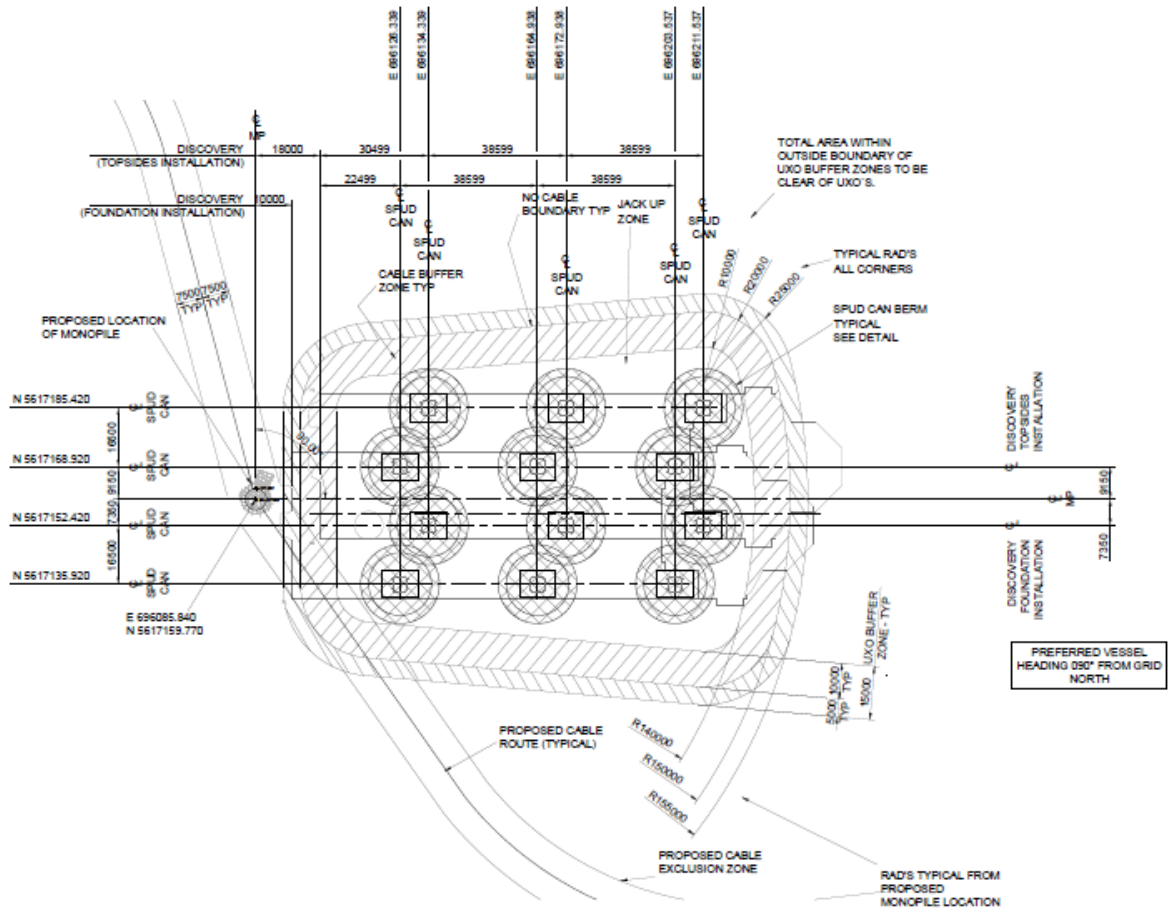 E 696126.339
E 696134.339
E 696164.938
E 696172.938
E 696203.537
E 696211.537
℄
MP
DISCOVERY
(TOPSIDES INSTALLATION)
18000
30499
38599
38599
22499
38599
38599
DISCOVERY
(FOUNDATION INSTALLATION)
10000
℄
SPUD
CAN
℄
SPUD
CAN
NO CABLE
BOUNDARY TYP
℄
SPUD
CAN
JACK UP
ZONE
℄
SPUD
CAN
℄
SPUD
CAN
TOTAL AREA WITHIN
OUTSIDE BOUNDARY OF
UXO BUFFER ZONES TO BE
CLEAR OF UXO`S.
R10000
R20000
R25000
TYPICAL RAD'S
ALL CORNERS
CABLE BUFFER
ZONE TYP
7500
TYP
7500
TYP
PROPOSED LOCATION
OF MONOPILE
SPUD CAN BERM
TYPICAL
SEE DETAIL
N 5617185.420
℄
SPUD
CAN
16500
90.00
N 5617168.920
℄
SPUD
CAN
9150
7350
N 5617152.420
℄
SPUD
CAN
16500
N 5617135.920
℄
SPUD
CAN
E 696085.840
N 5617159.770
℄
DISCOVERY
TOPSIDES
INSTALLATION
℄
MP
9150
7350
℄
DISCOVERY
FOUNDATION
INSTALLATION
UXO BUFFER
ZONE - TYP
10000
TYP
15000
5000
TYP
PREFERRED VESSEL
HEADING 090° FROM GRID
NORTH
PROPOSED CABLE
ROUTE (TYPICAL)
R140000
R150000
R155000
PROPOSED CABLE
EXCLUSION ZONE
RAD'S TYPICAL FROM
PROPOSED
MONOPILE LOCATION